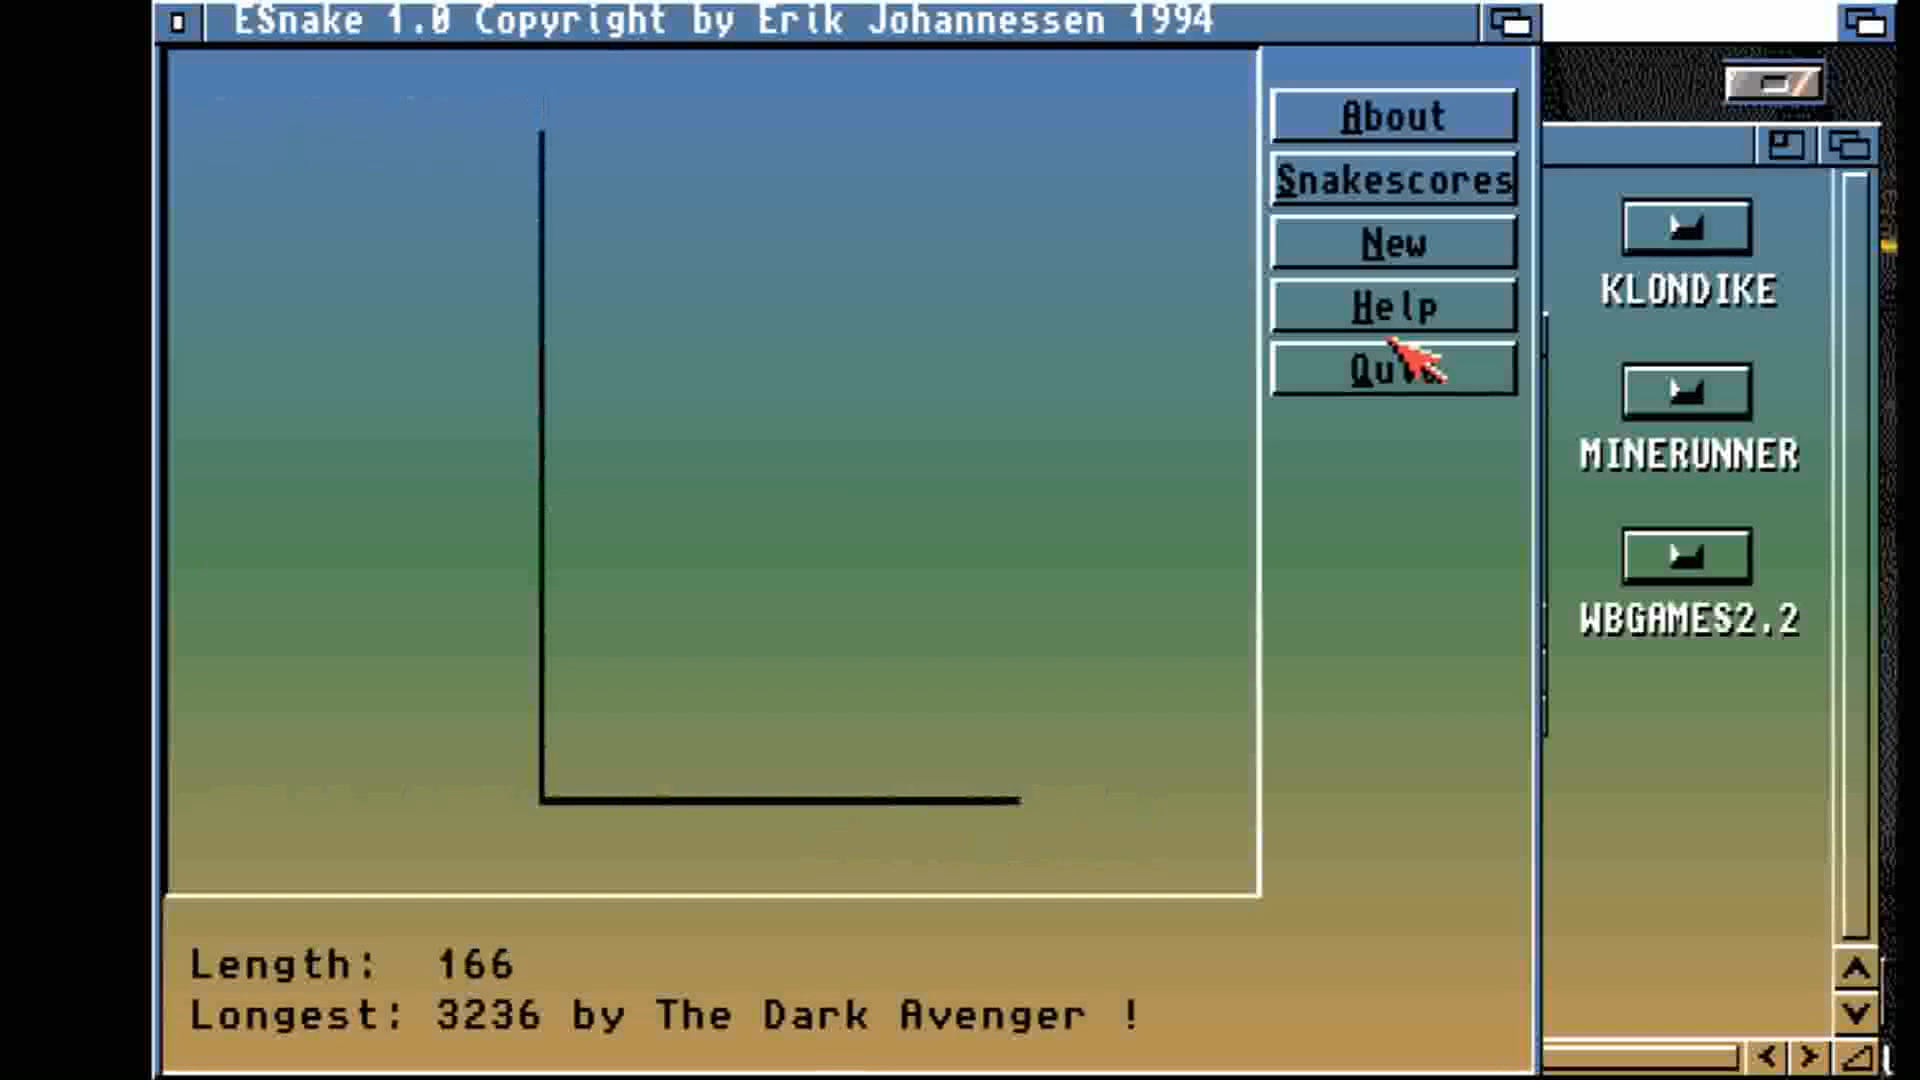 ESnake 1.0 Copyright by Erik Johannessen 1994
About
Snakescores
New
Help
KLONDIKE
MINERUNNER
WBGAMES2.2
Length: 166
Longest: 3236 by The Dark Avenger !